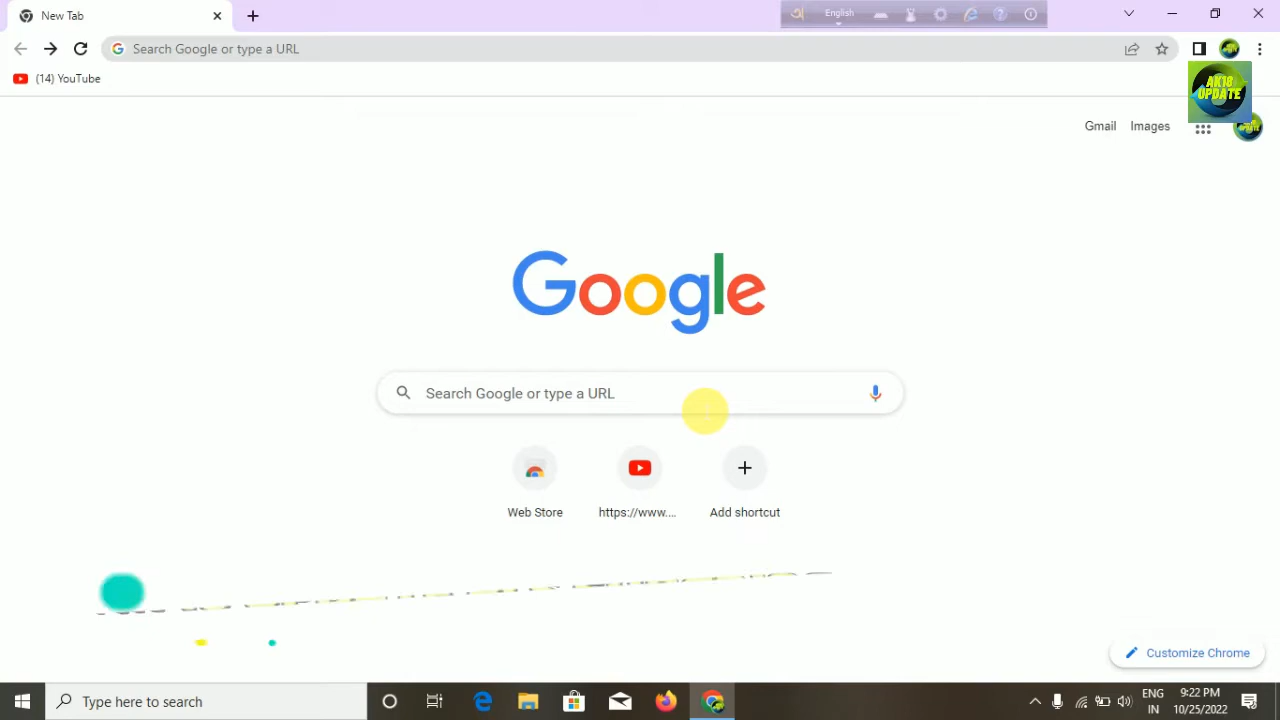 New Tab
অ
English
Search Google or type a URL
(14) YouTube
AK18
UPDATE
Gmail
Images
Google
Search Google or type a URL
Web Store
https://www....
Add shortcut
Customize Chrome
Type here to search
ENG
IN
9:22 PM
10/25/2022